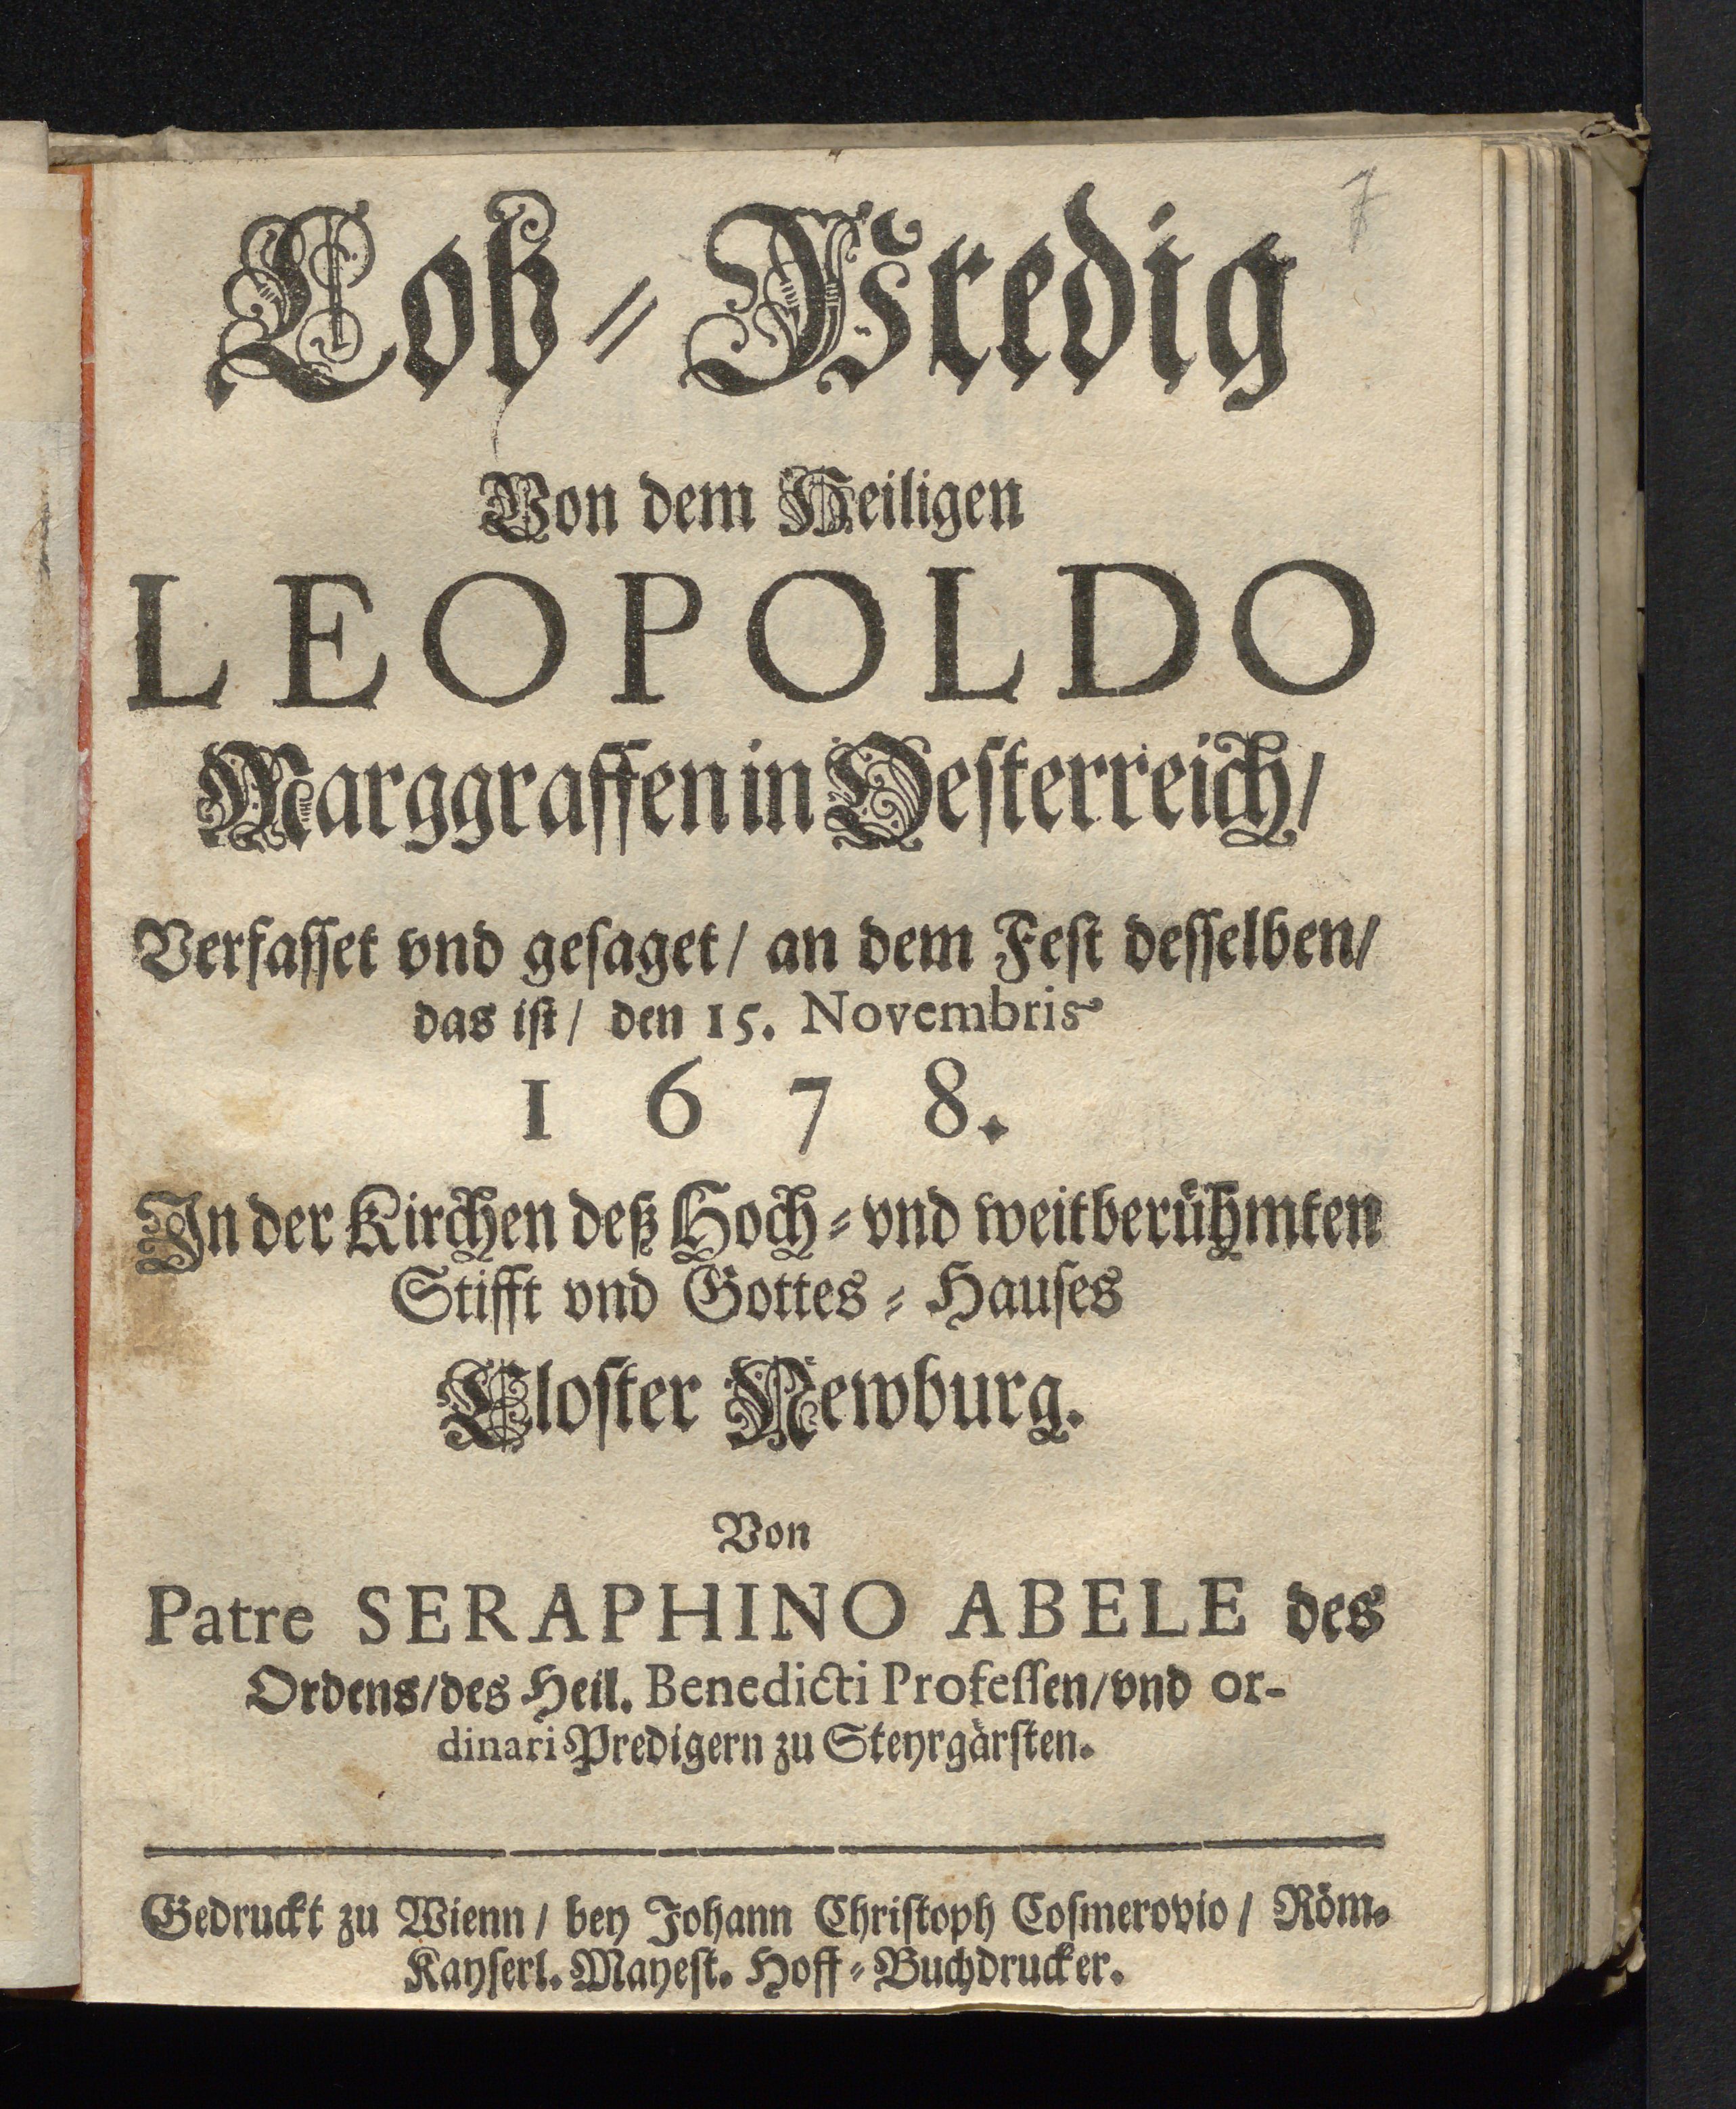 7
Lob-Predig
Von dem Heiligen
LEOPOLDO
Marggraffen in Oesterreich/
Verfasset vnd gesaget/ an dem Fest desselben/
das ist/ den 15. Novembris
1678.
In der Kirchen deß Hoch- vnd weitberühmten
Stifft vnd Gottes-Hauses
Closter Newburg.
Von
Patre SERAPHINO ABELE des
Ordens/des Heil. Benedicti Professen/vnd or-
dinari Predigern zu Steyrgärsten.
Gedruckt zu Wienn/ bey Johann Christoph Cosmerovio/ Röm.
Kayserl. Mayest. Hoff-Buchdrucker.